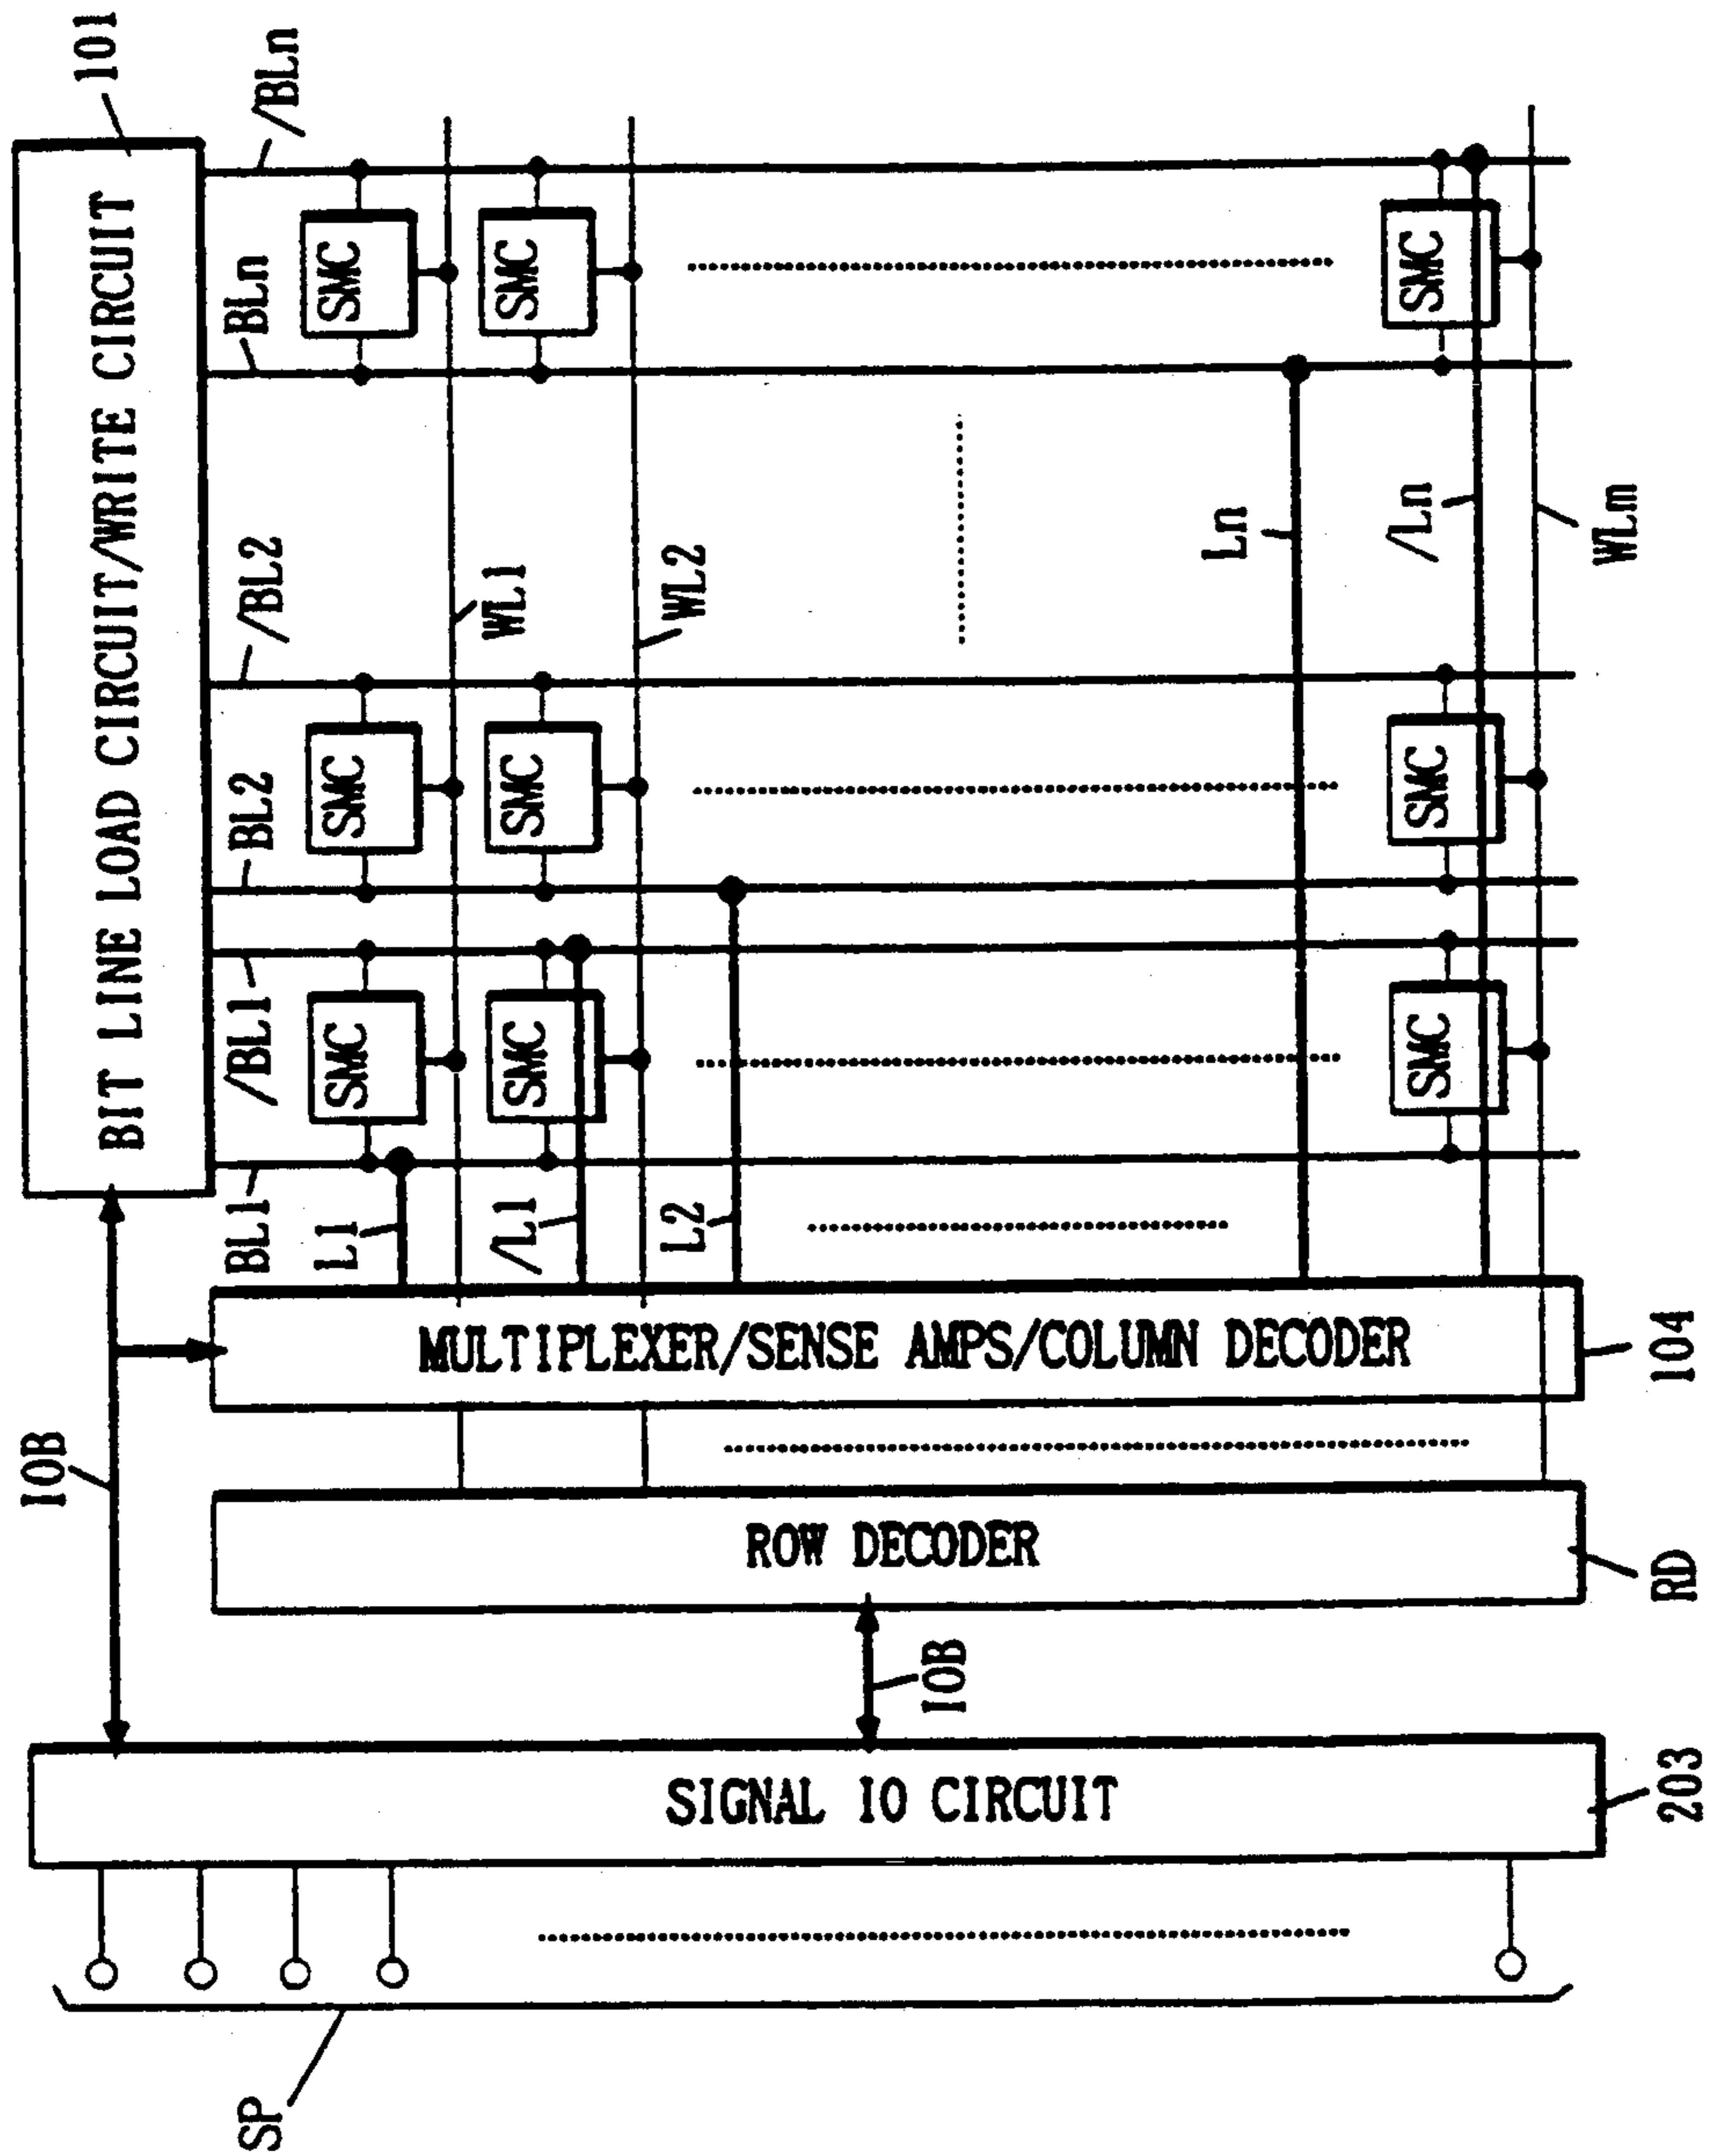 IOB
101
BIT LINE LOAD CIRCUIT/WRITE CIRCUIT
SP
BL1
/BL1
BL2
/BL2
BLn
/BLn
L1
SMC
SMC
SMC
/L1
SMC
WL1
SMC
SMC
L2
WL2
SIGNAL IO CIRCUIT
ROW DECODER
MULTIPLEXER/SENSE AMPS/COLUMN DECODER
IOB
Ln
/Ln
SMC
SMC
SMC
WLm
203
RD
104